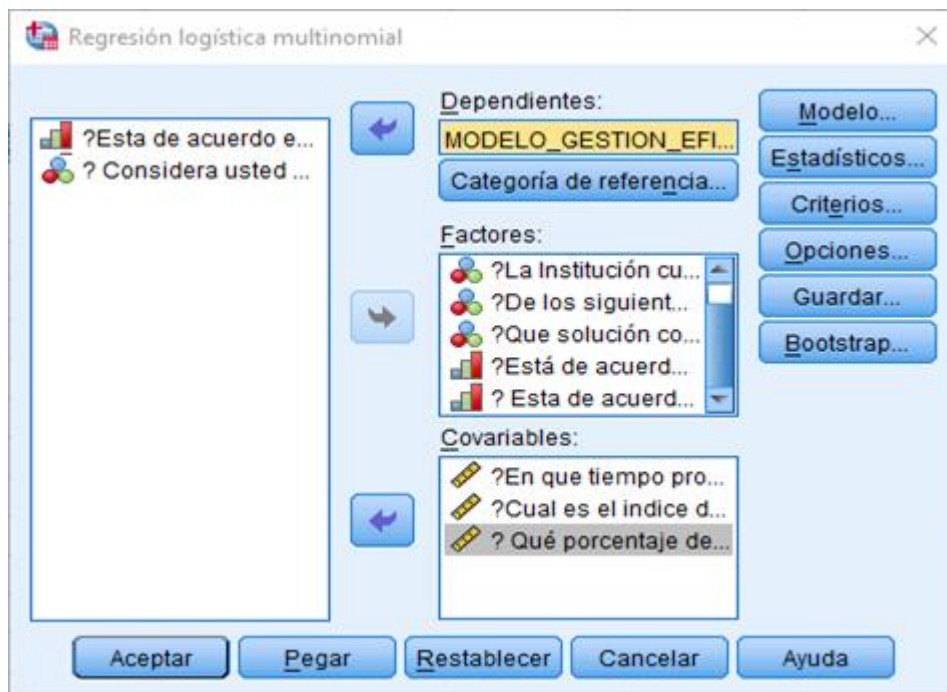 Regresión logística multinomial
?Esta de acuerdo e...
? Considera usted ...
Dependientes:
MODELO_GESTION_EFI...
Categoría de referencia...
Factores:
?La Institución cu...
?De los siguient...
?Que solución co...
?Está de acuerd...
? Esta de acuerd...
Covariables:
?En que tiempo pro...
?Cual es el indice d...
? Qué porcentaje de...
Modelo...
Estadísticos...
Criterios...
Opciones...
Guardar...
Bootstrap...
Aceptar
Pegar
Restablecer
Cancelar
Ayuda